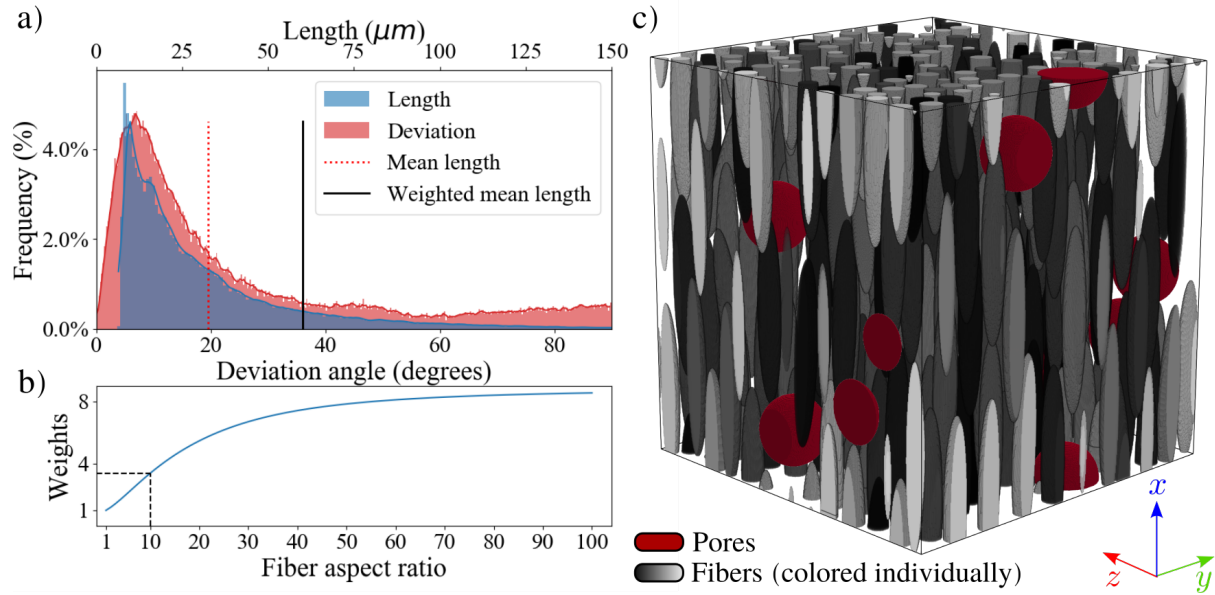 a)
Length (μm)
0 25 50 75 100 125 150
Frequency (%)
4.0%
2.0%
0.0%
Length
Deviation
Mean length
Weighted mean length
0 20 40 60 80
Deviation angle (degrees)
b)
Weights
8
4
1
1 10 20 30 40 50 60 70 80 90 100
Fiber aspect ratio
c)
Pores
Fibers (colored individually)
x
z
y